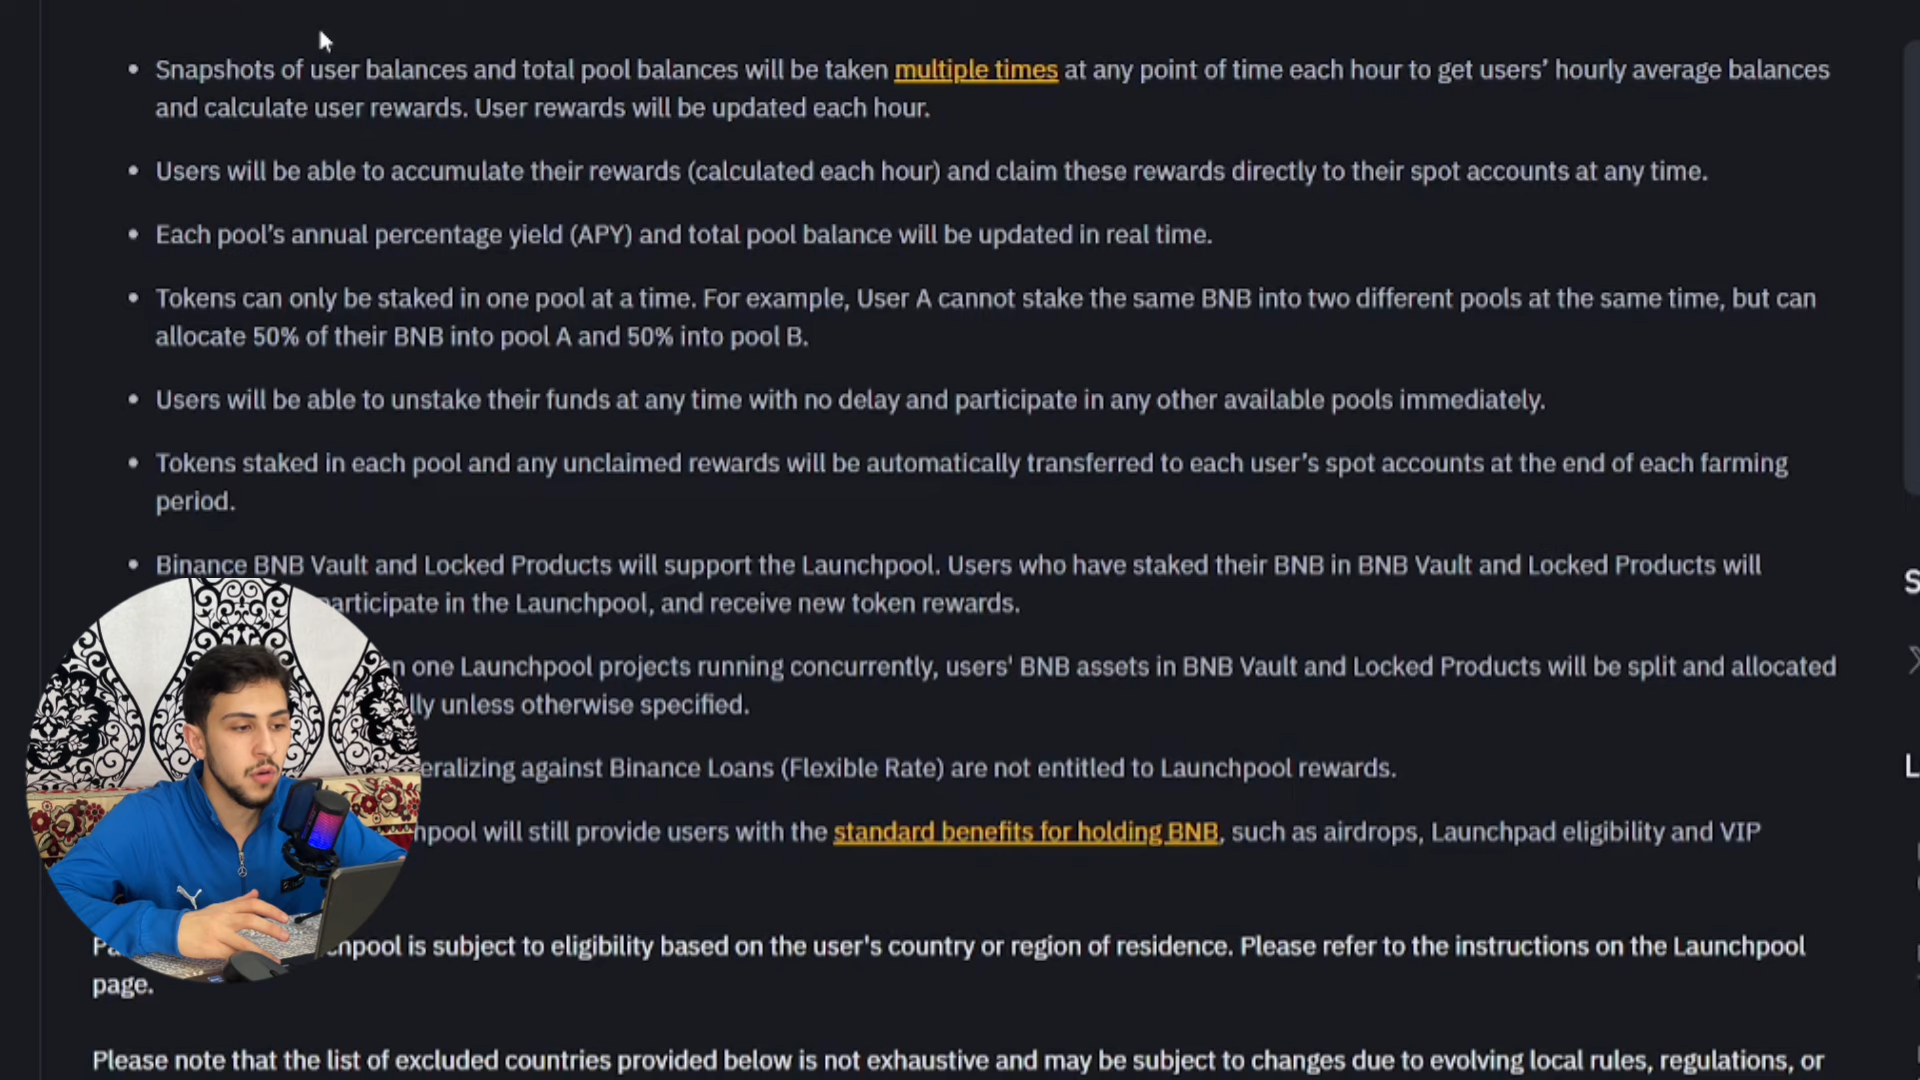 • Snapshots of user balances and total pool balances will be taken multiple times at any point of time each hour to get users’ hourly average balances
and calculate user rewards. User rewards will be updated each hour.
• Users will be able to accumulate their rewards (calculated each hour) and claim these rewards directly to their spot accounts at any time.
• Each pool’s annual percentage yield (APY) and total pool balance will be updated in real time.
• Tokens can only be staked in one pool at a time. For example, User A cannot stake the same BNB into two different pools at the same time, but can
allocate 50% of their BNB into pool A and 50% into pool B.
• Users will be able to unstake their funds at any time with no delay and participate in any other available pools immediately.
• Tokens staked in each pool and any unclaimed rewards will be automatically transferred to each user’s spot accounts at the end of each farming
period.
• Binance BNB Vault and Locked Products will support the Launchpool. Users who have staked their BNB in BNB Vault and Locked Products will
participate in the Launchpool, and receive new token rewards.
one Launchpool projects running concurrently, users' BNB assets in BNB Vault and Locked Products will be split and allocated
unless otherwise specified.
against Binance Loans (Flexible Rate) are not entitled to Launchpool rewards.
will still provide users with the standard benefits for holding BNB, such as airdrops, Launchpad eligibility and VIP
is subject to eligibility based on the user's country or region of residence. Please refer to the instructions on the Launchpool
page.
Please note that the list of excluded countries provided below is not exhaustive and may be subject to changes due to evolving local rules, regulations, or